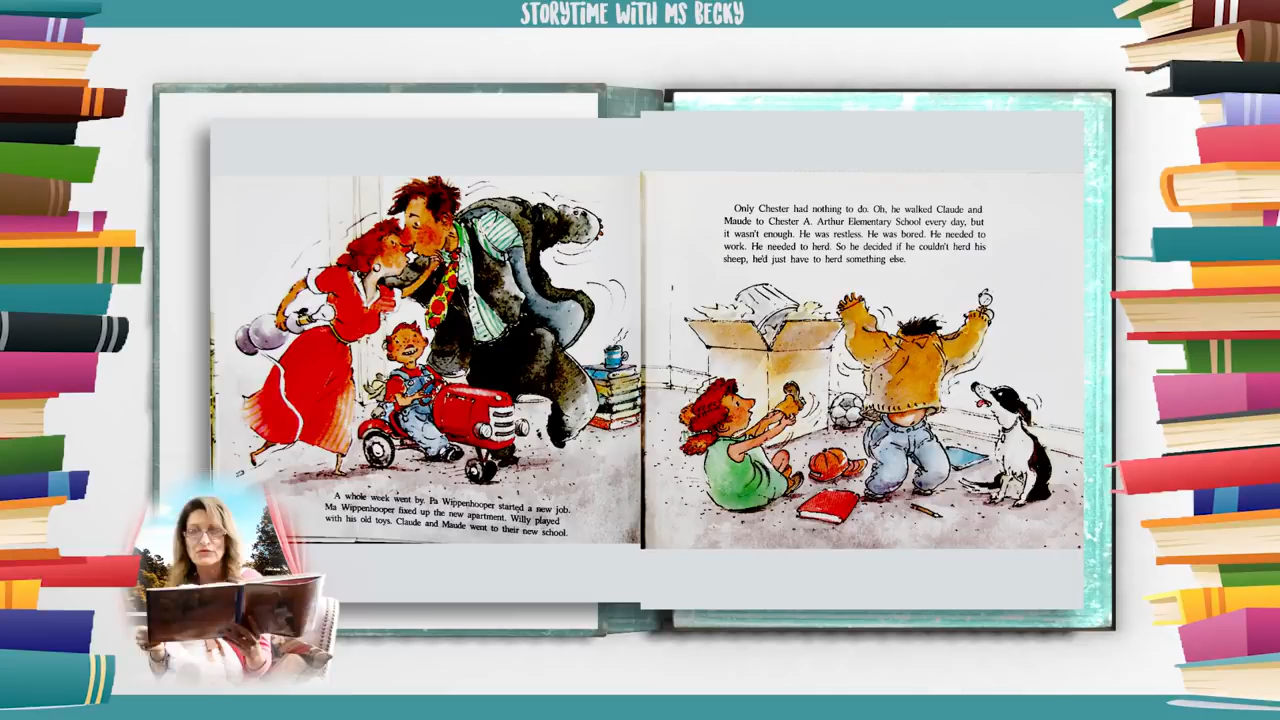 STORYTIME WITH MS BECKY
A whole week went by. Pa Wippenhooper started a new job.
Ma Wippenhooper fixed up the new apartment. Willy played
with his old toys. Claude and Maude went to their new school.
Only Chester had nothing to do. Oh, he walked Claude and
Maude to Chester A. Arthur Elementary School every day, but
it wasn't enough. He was restless. He was bored. He needed to
work. He needed to herd. So he decided if he couldn't herd his
sheep, he'd just have to herd something else.